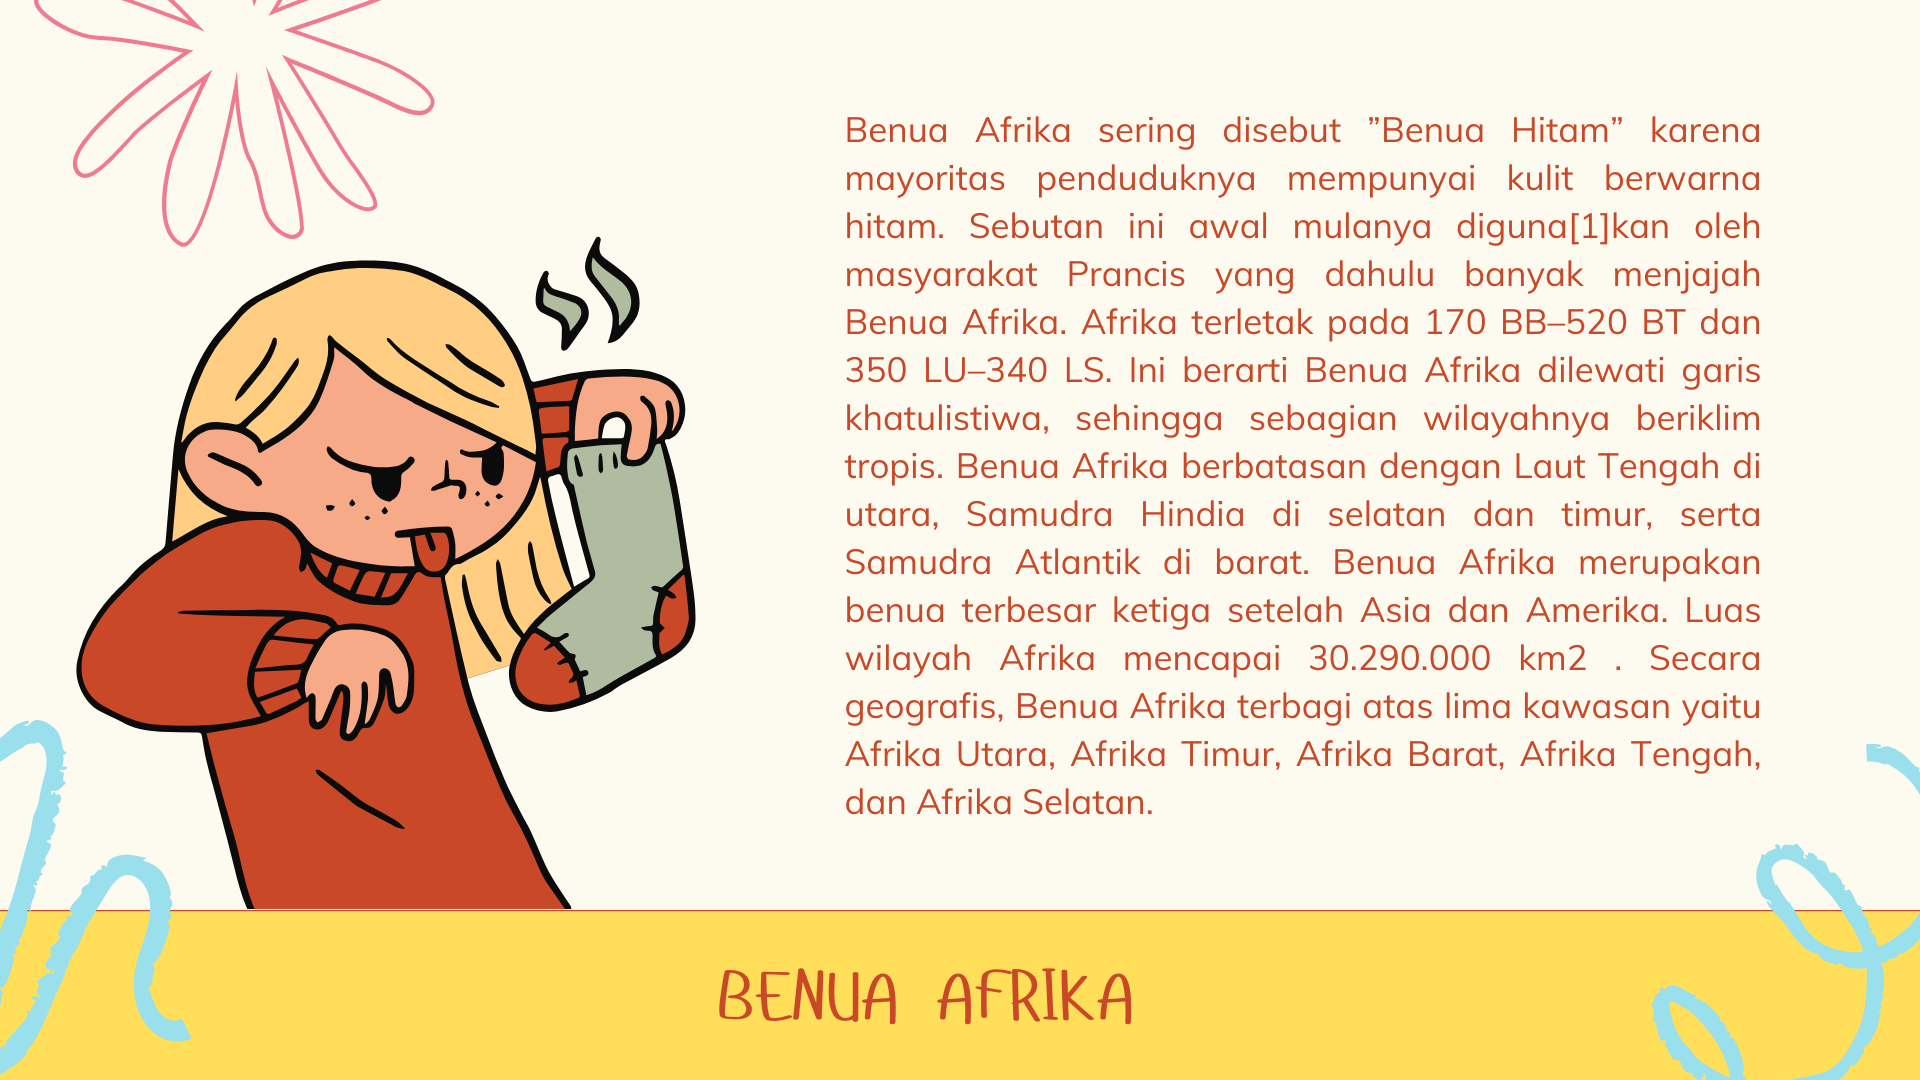 Benua Afrika sering disebut ”Benua Hitam” karena
mayoritas penduduknya mempunyai kulit berwarna
hitam. Sebutan ini awal mulanya diguna[1]kan oleh
masyarakat Prancis yang dahulu banyak menjajah
Benua Afrika. Afrika terletak pada 170 BB–520 BT dan
350 LU–340 LS. Ini berarti Benua Afrika dilewati garis
khatulistiwa, sehingga sebagian wilayahnya beriklim
tropis. Benua Afrika berbatasan dengan Laut Tengah di
utara, Samudra Hindia di selatan dan timur, serta
Samudra Atlantik di barat. Benua Afrika merupakan
benua terbesar ketiga setelah Asia dan Amerika. Luas
wilayah Afrika mencapai 30.290.000 km2 . Secara
geografis, Benua Afrika terbagi atas lima kawasan yaitu
Afrika Utara, Afrika Timur, Afrika Barat, Afrika Tengah,
dan Afrika Selatan.
BENUA AFRIKA